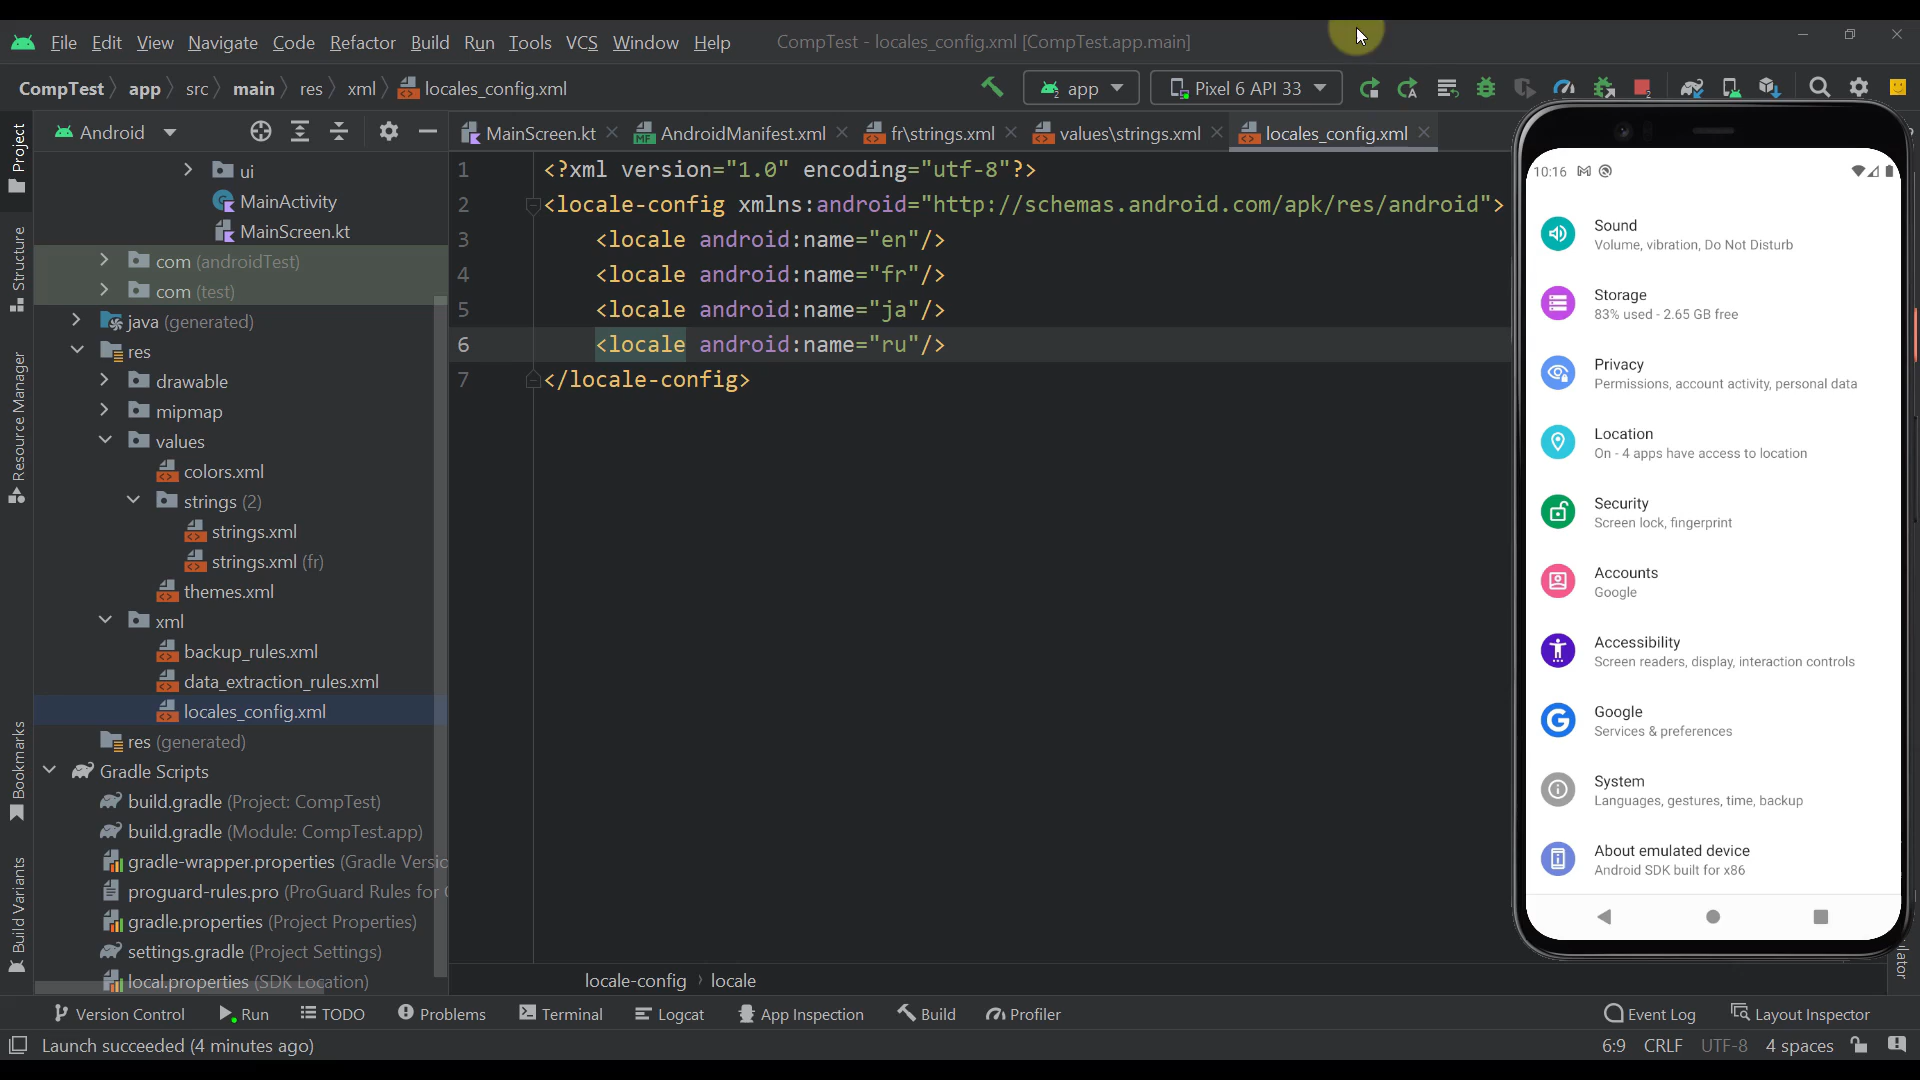 File Edit View Navigate Code Refactor Build Run Tools VCS Window Help CompTest - locales_config.xml [CompTest.app.main]
CompTest app src main res xml locales_config.xml app Pixel 6 API 33
Android MainScreen.kt AndroidManifest.xml fr\strings.xml values\strings.xml locales_config.xml
Project
Structure
Resource Manager
Bookmarks
Build Variants
ui
MainActivity
MainScreen.kt
com (androidTest)
com (test)
java (generated)
res
drawable
mipmap
values
colors.xml
strings (2)
strings.xml
strings.xml (fr)
themes.xml
xml
backup_rules.xml
data_extraction_rules.xml
locales_config.xml
res (generated)
Gradle Scripts
build.gradle (Project: CompTest)
build.gradle (Module: CompTest.app)
gradle-wrapper.properties (Gradle Versio
proguard-rules.pro (ProGuard Rules for
gradle.properties (Project Properties)
settings.gradle (Project Settings)
local.properties (SDK Location)
1 <?xml version="1.0" encoding="utf-8"?>
2 <locale-config xmlns:android="http://schemas.android.com/apk/res/android">
3 <locale android:name="en"/>
4 <locale android:name="fr"/>
5 <locale android:name="ja"/>
6 <locale android:name="ru"/>
7 </locale-config>
locale-config locale
10:16
Sound
Volume, vibration, Do Not Disturb
Storage
83% used - 2.65 GB free
Privacy
Permissions, account activity, personal data
Location
On - 4 apps have access to location
Security
Screen lock, fingerprint
Accounts
Google
Accessibility
Screen readers, display, interaction controls
Google
Services & preferences
System
Languages, gestures, time, backup
About emulated device
Android SDK built for x86
Version Control Run TODO Problems Terminal Logcat App Inspection Build Profiler Event Log Layout Inspector
Launch succeeded (4 minutes ago) 6:9 CRLF UTF-8 4 spaces